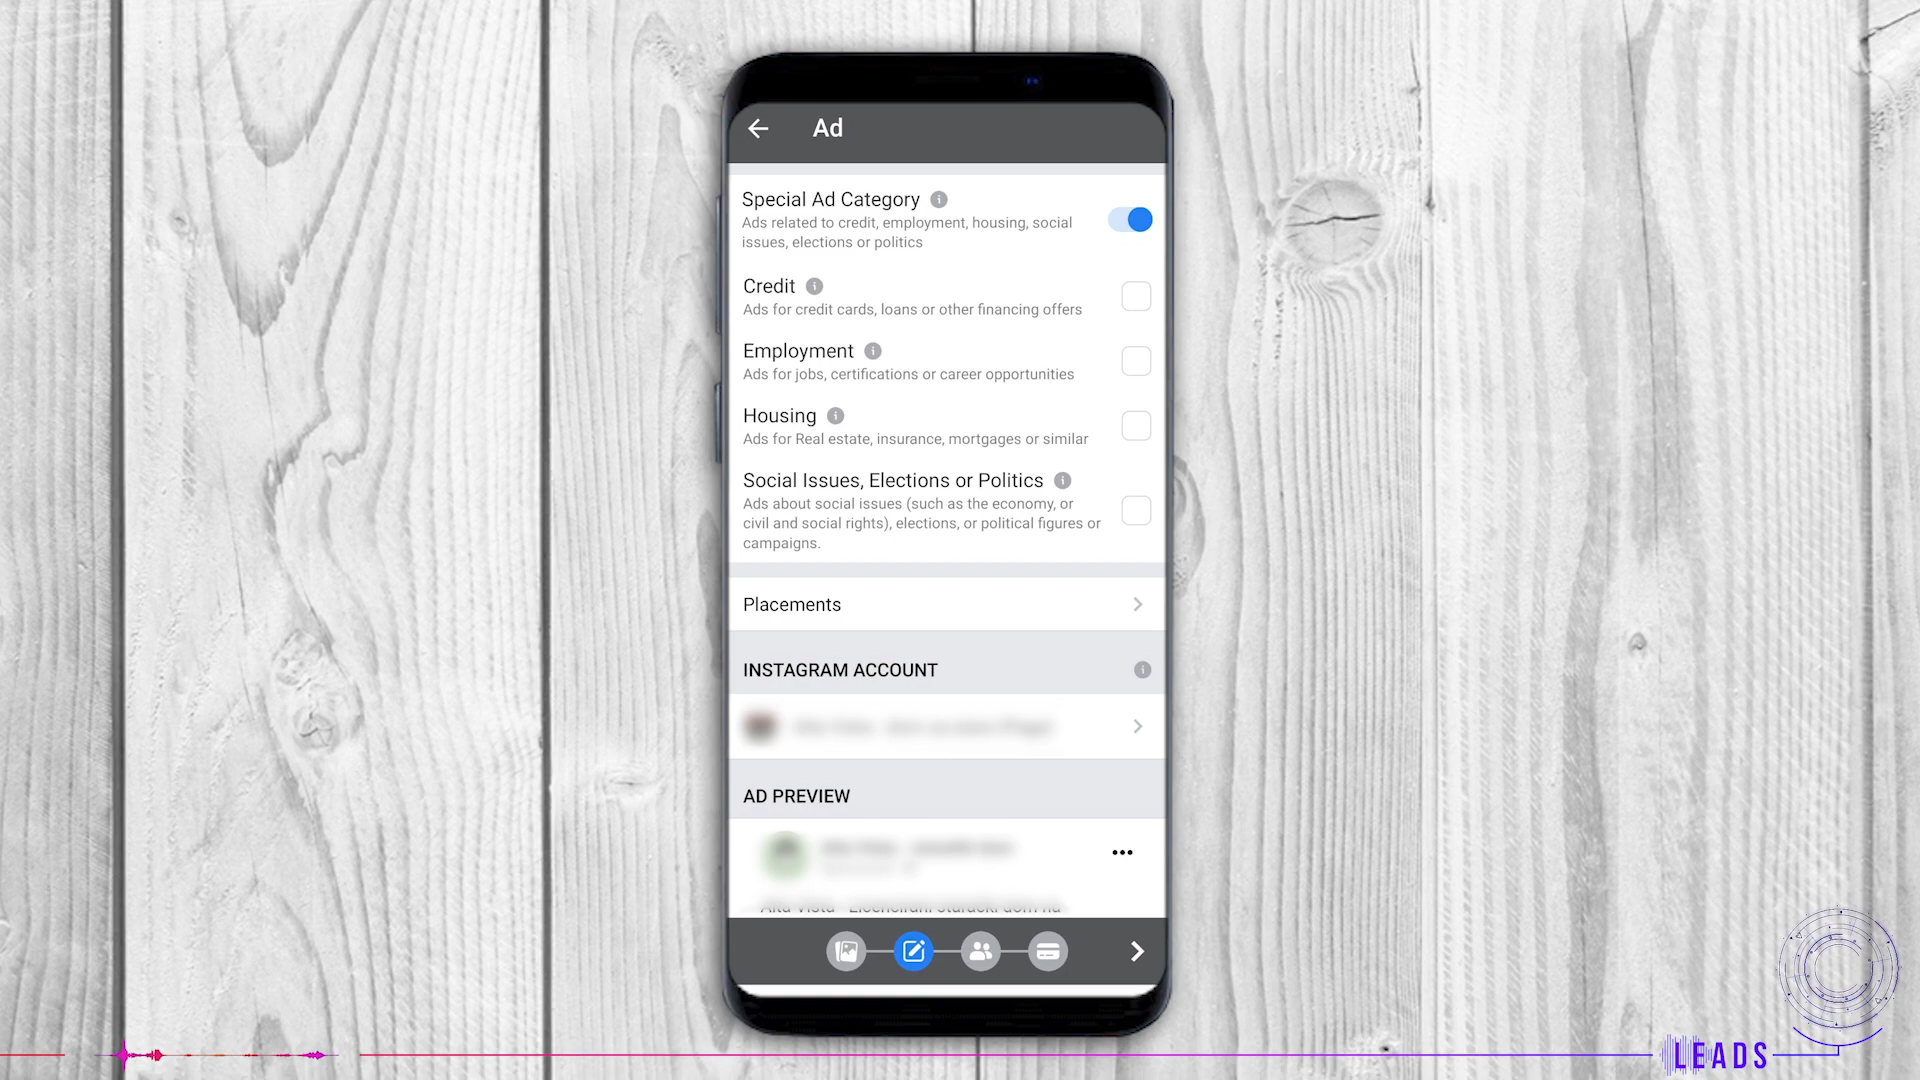 Ad
Special Ad Category
Ads related to credit, employment, housing, social
issues, elections or politics
Credit
Ads for credit cards, loans or other financing offers
Employment
Ads for jobs, certifications or career opportunities
Housing
Ads for Real estate, insurance, mortgages or similar
Social Issues, Elections or Politics
Ads about social issues (such as the economy, or
civil and social rights), elections, or political figures or
campaigns.
Placements
INSTAGRAM ACCOUNT
AD PREVIEW
LEADS